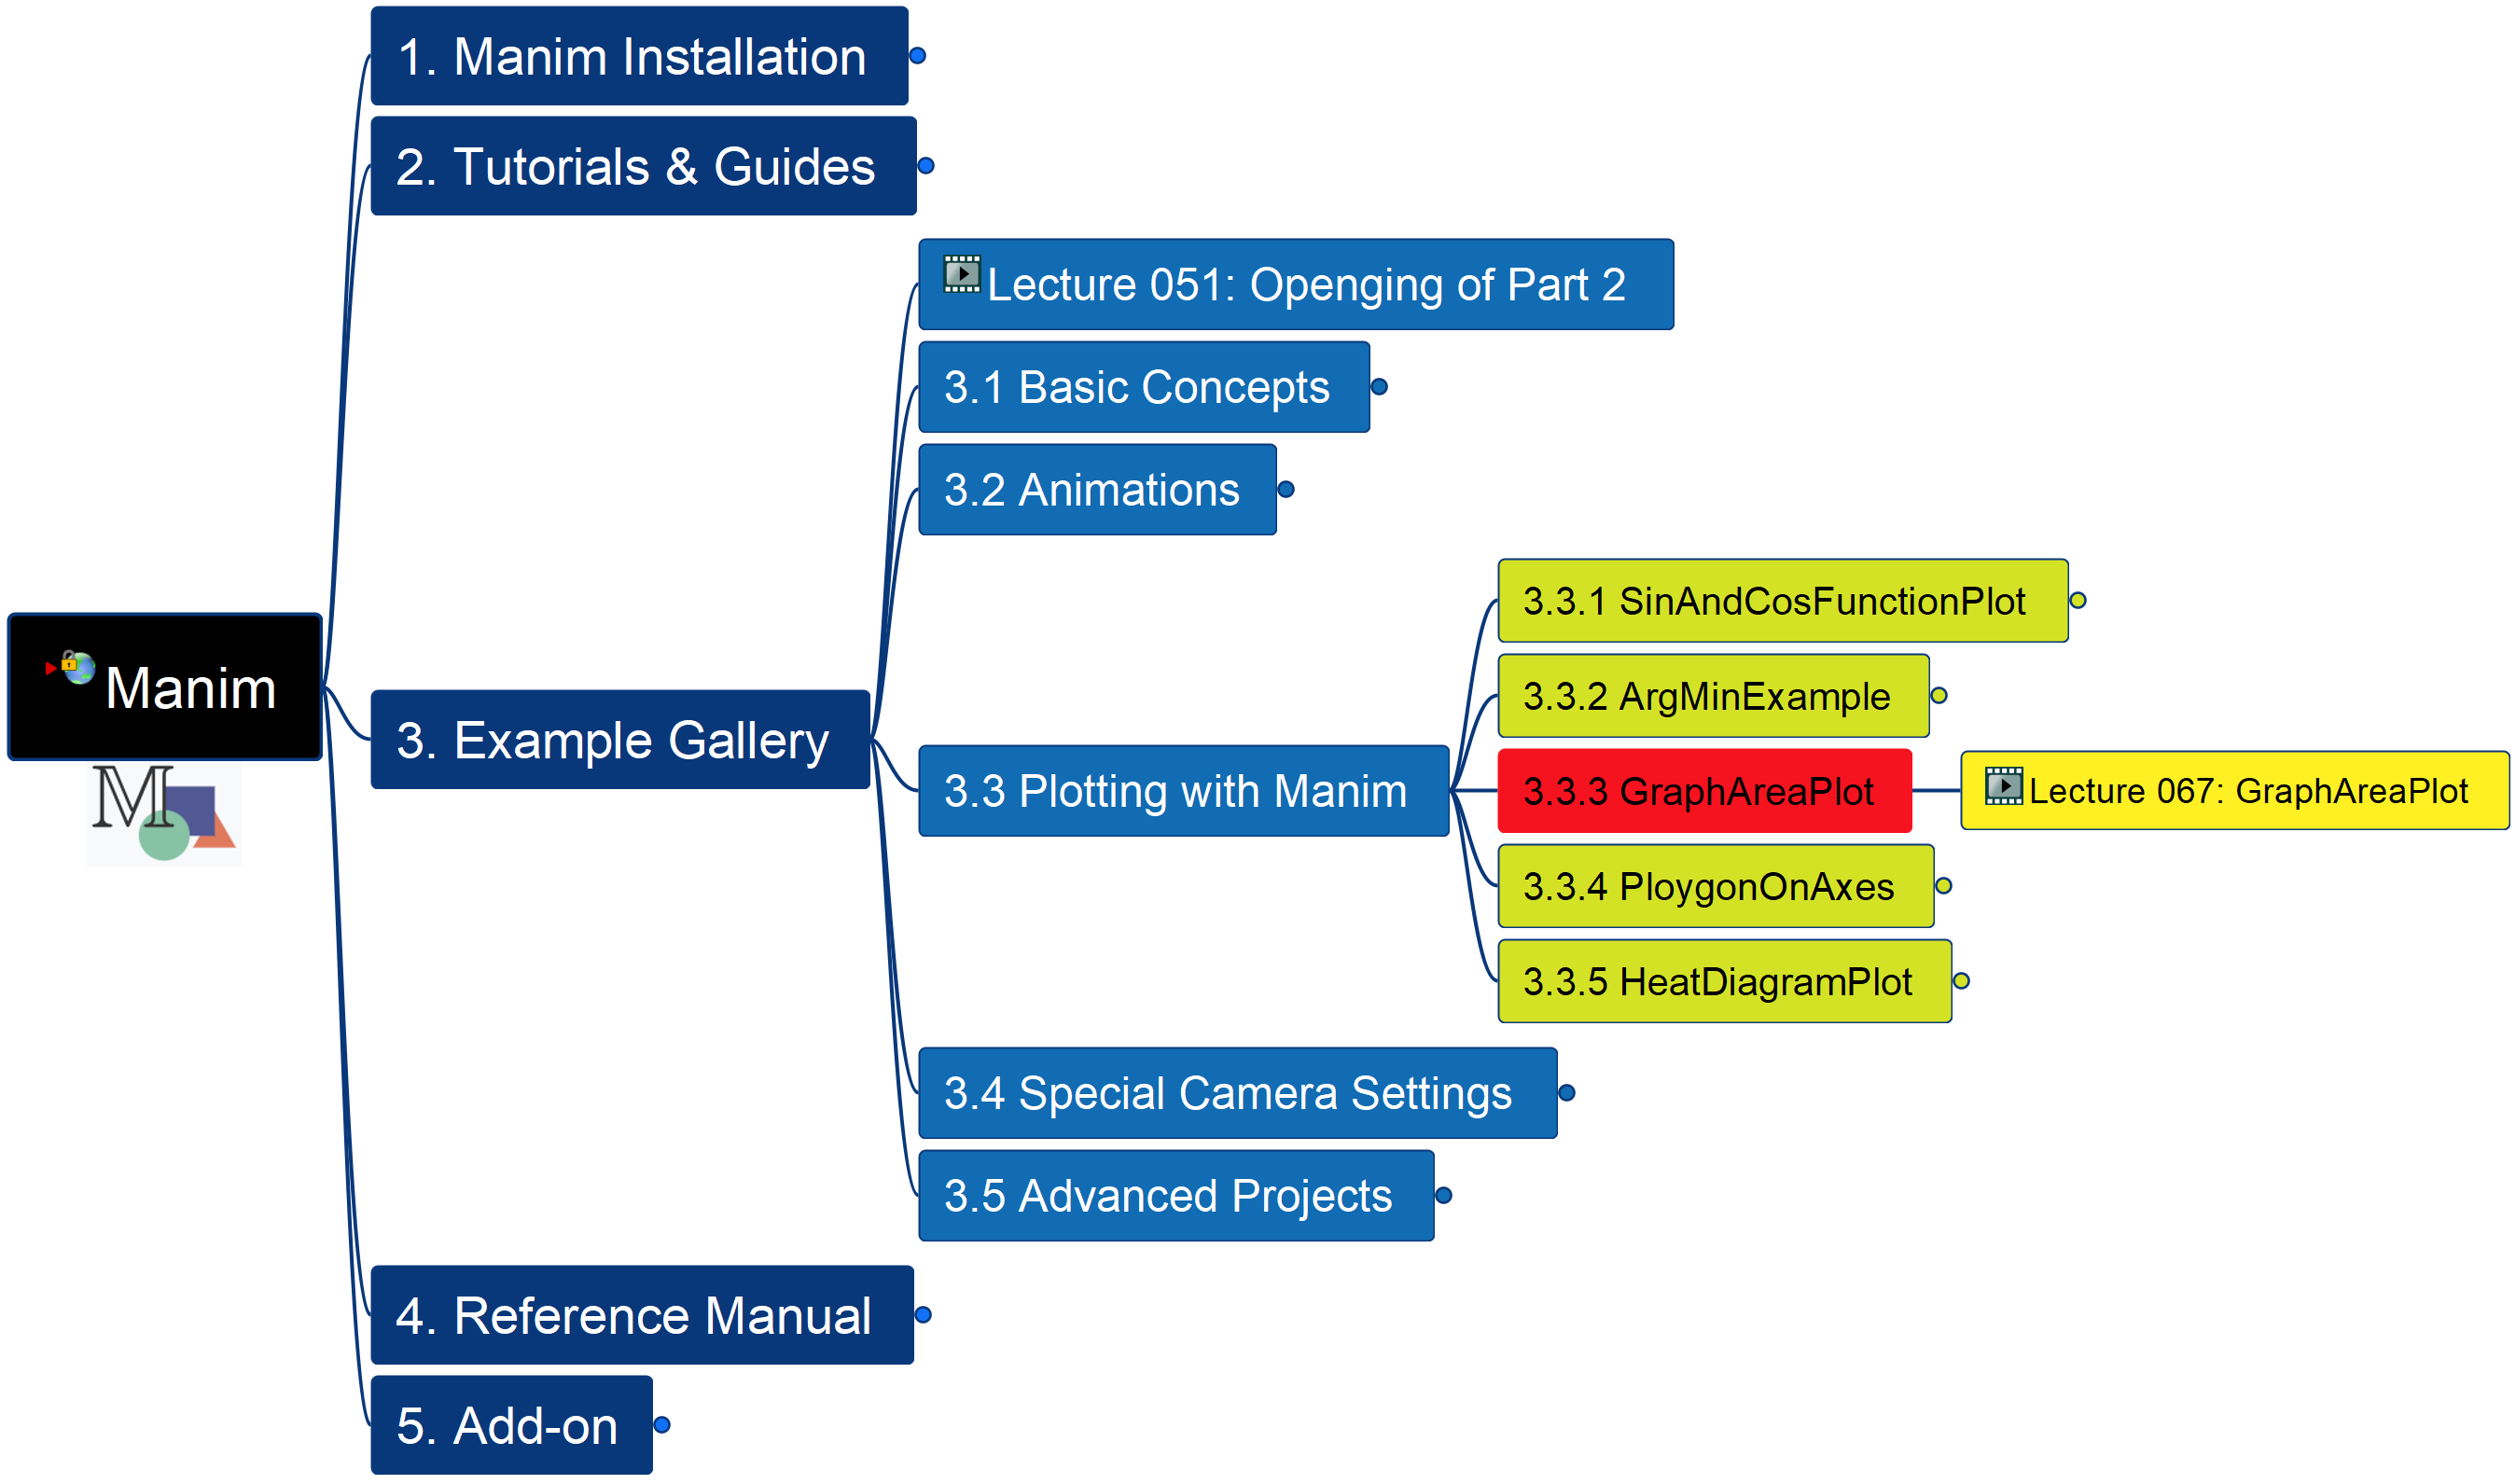 1. Manim Installation
2. Tutorials & Guides
Lecture 051: Openging of Part 2
3.1 Basic Concepts
3.2 Animations
3.3.1 SinAndCosFunctionPlot
3.3.2 ArgMinExample
Manim
3. Example Gallery
3.3 Plotting with Manim
3.3.3 GraphAreaPlot
Lecture 067: GraphAreaPlot
M
3.3.4 PloygonOnAxes
3.3.5 HeatDiagramPlot
3.4 Special Camera Settings
3.5 Advanced Projects
4. Reference Manual
5. Add-on